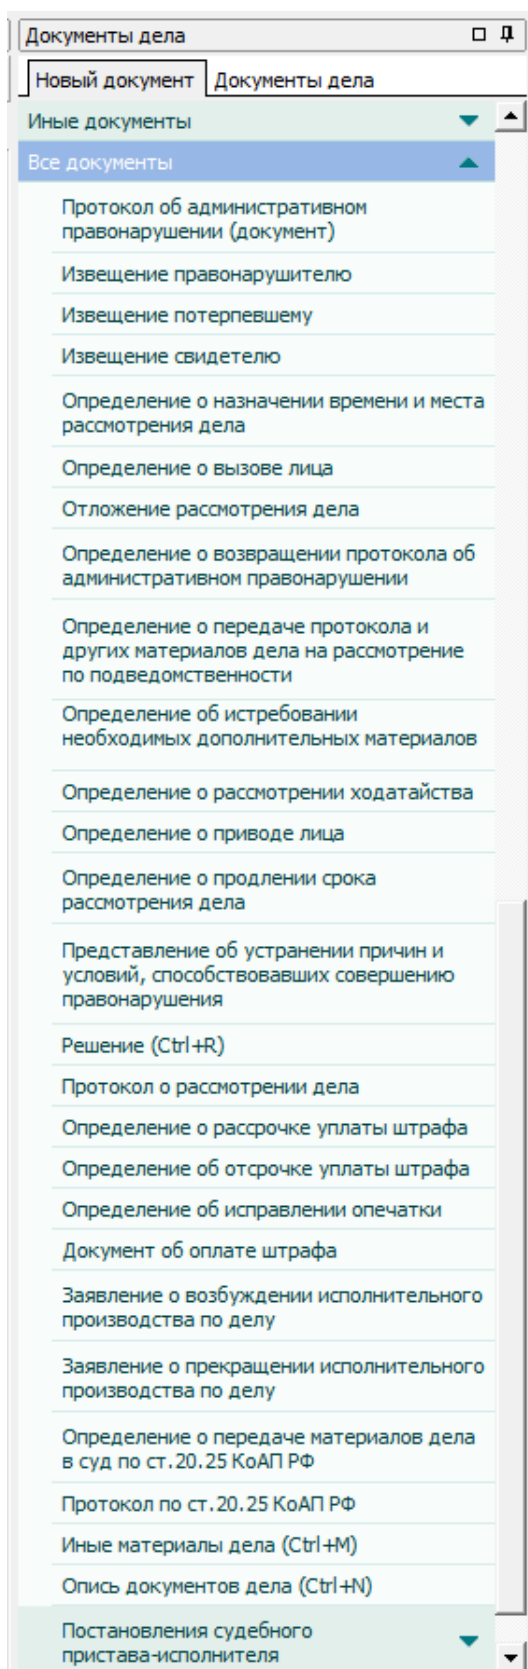 Документы дела
Новый документ Документы дела
Иные документы
Все документы
Протокол об административном
правонарушении (документ)
Извещение правонарушителю
Извещение потерпевшему
Извещение свидетелю
Определение о назначении времени и места
рассмотрения дела
Определение о вызове лица
Отложение рассмотрения дела
Определение о возвращении протокола об
административном правонарушении
Определение о передаче протокола и
других материалов дела на рассмотрение
по подведомственности
Определение об истребовании
необходимых дополнительных материалов
Определение о рассмотрении ходатайства
Определение о приводе лица
Определение о продлении срока
рассмотрения дела
Представление об устранении причин и
условий, способствовавших совершению
правонарушения
Решение (Ctrl+R)
Протокол о рассмотрении дела
Определение о рассрочке уплаты штрафа
Определение об отсрочке уплаты штрафа
Определение об исправлении опечатки
Документ об оплате штрафа
Заявление о возбуждении исполнительного
производства по делу
Заявление о прекращении исполнительного
производства по делу
Определение о передаче материалов дела
в суд по ст.20.25 КоАП РФ
Протокол по ст.20.25 КоАП РФ
Иные материалы дела (Ctrl+M)
Опись документов дела (Ctrl+N)
Постановления судебного
пристава-исполнителя